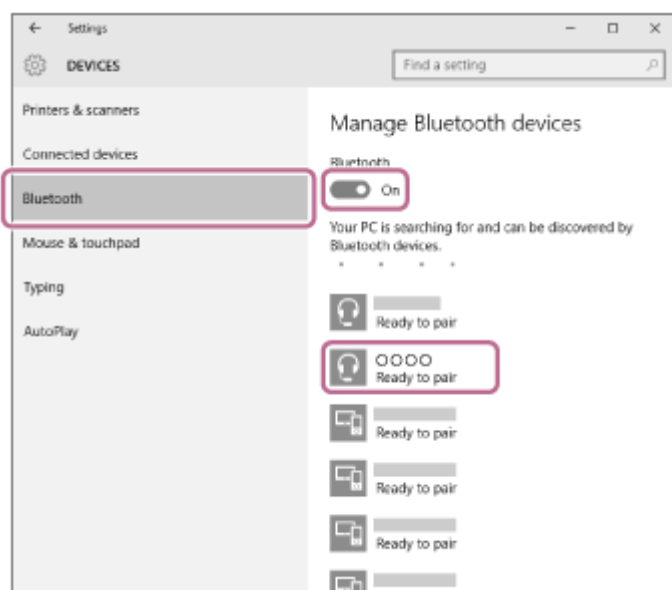 Settings
DEVICES
Find a setting
Printers & scanners
Connected devices
Bluetooth
Mouse & touchpad
Typing
AutoPlay
Manage Bluetooth devices
Bluetooth
On
Your PC is searching for and can be discovered by
Bluetooth devices.
Ready to pair
OOOO
Ready to pair
Ready to pair
Ready to pair
Ready to pair